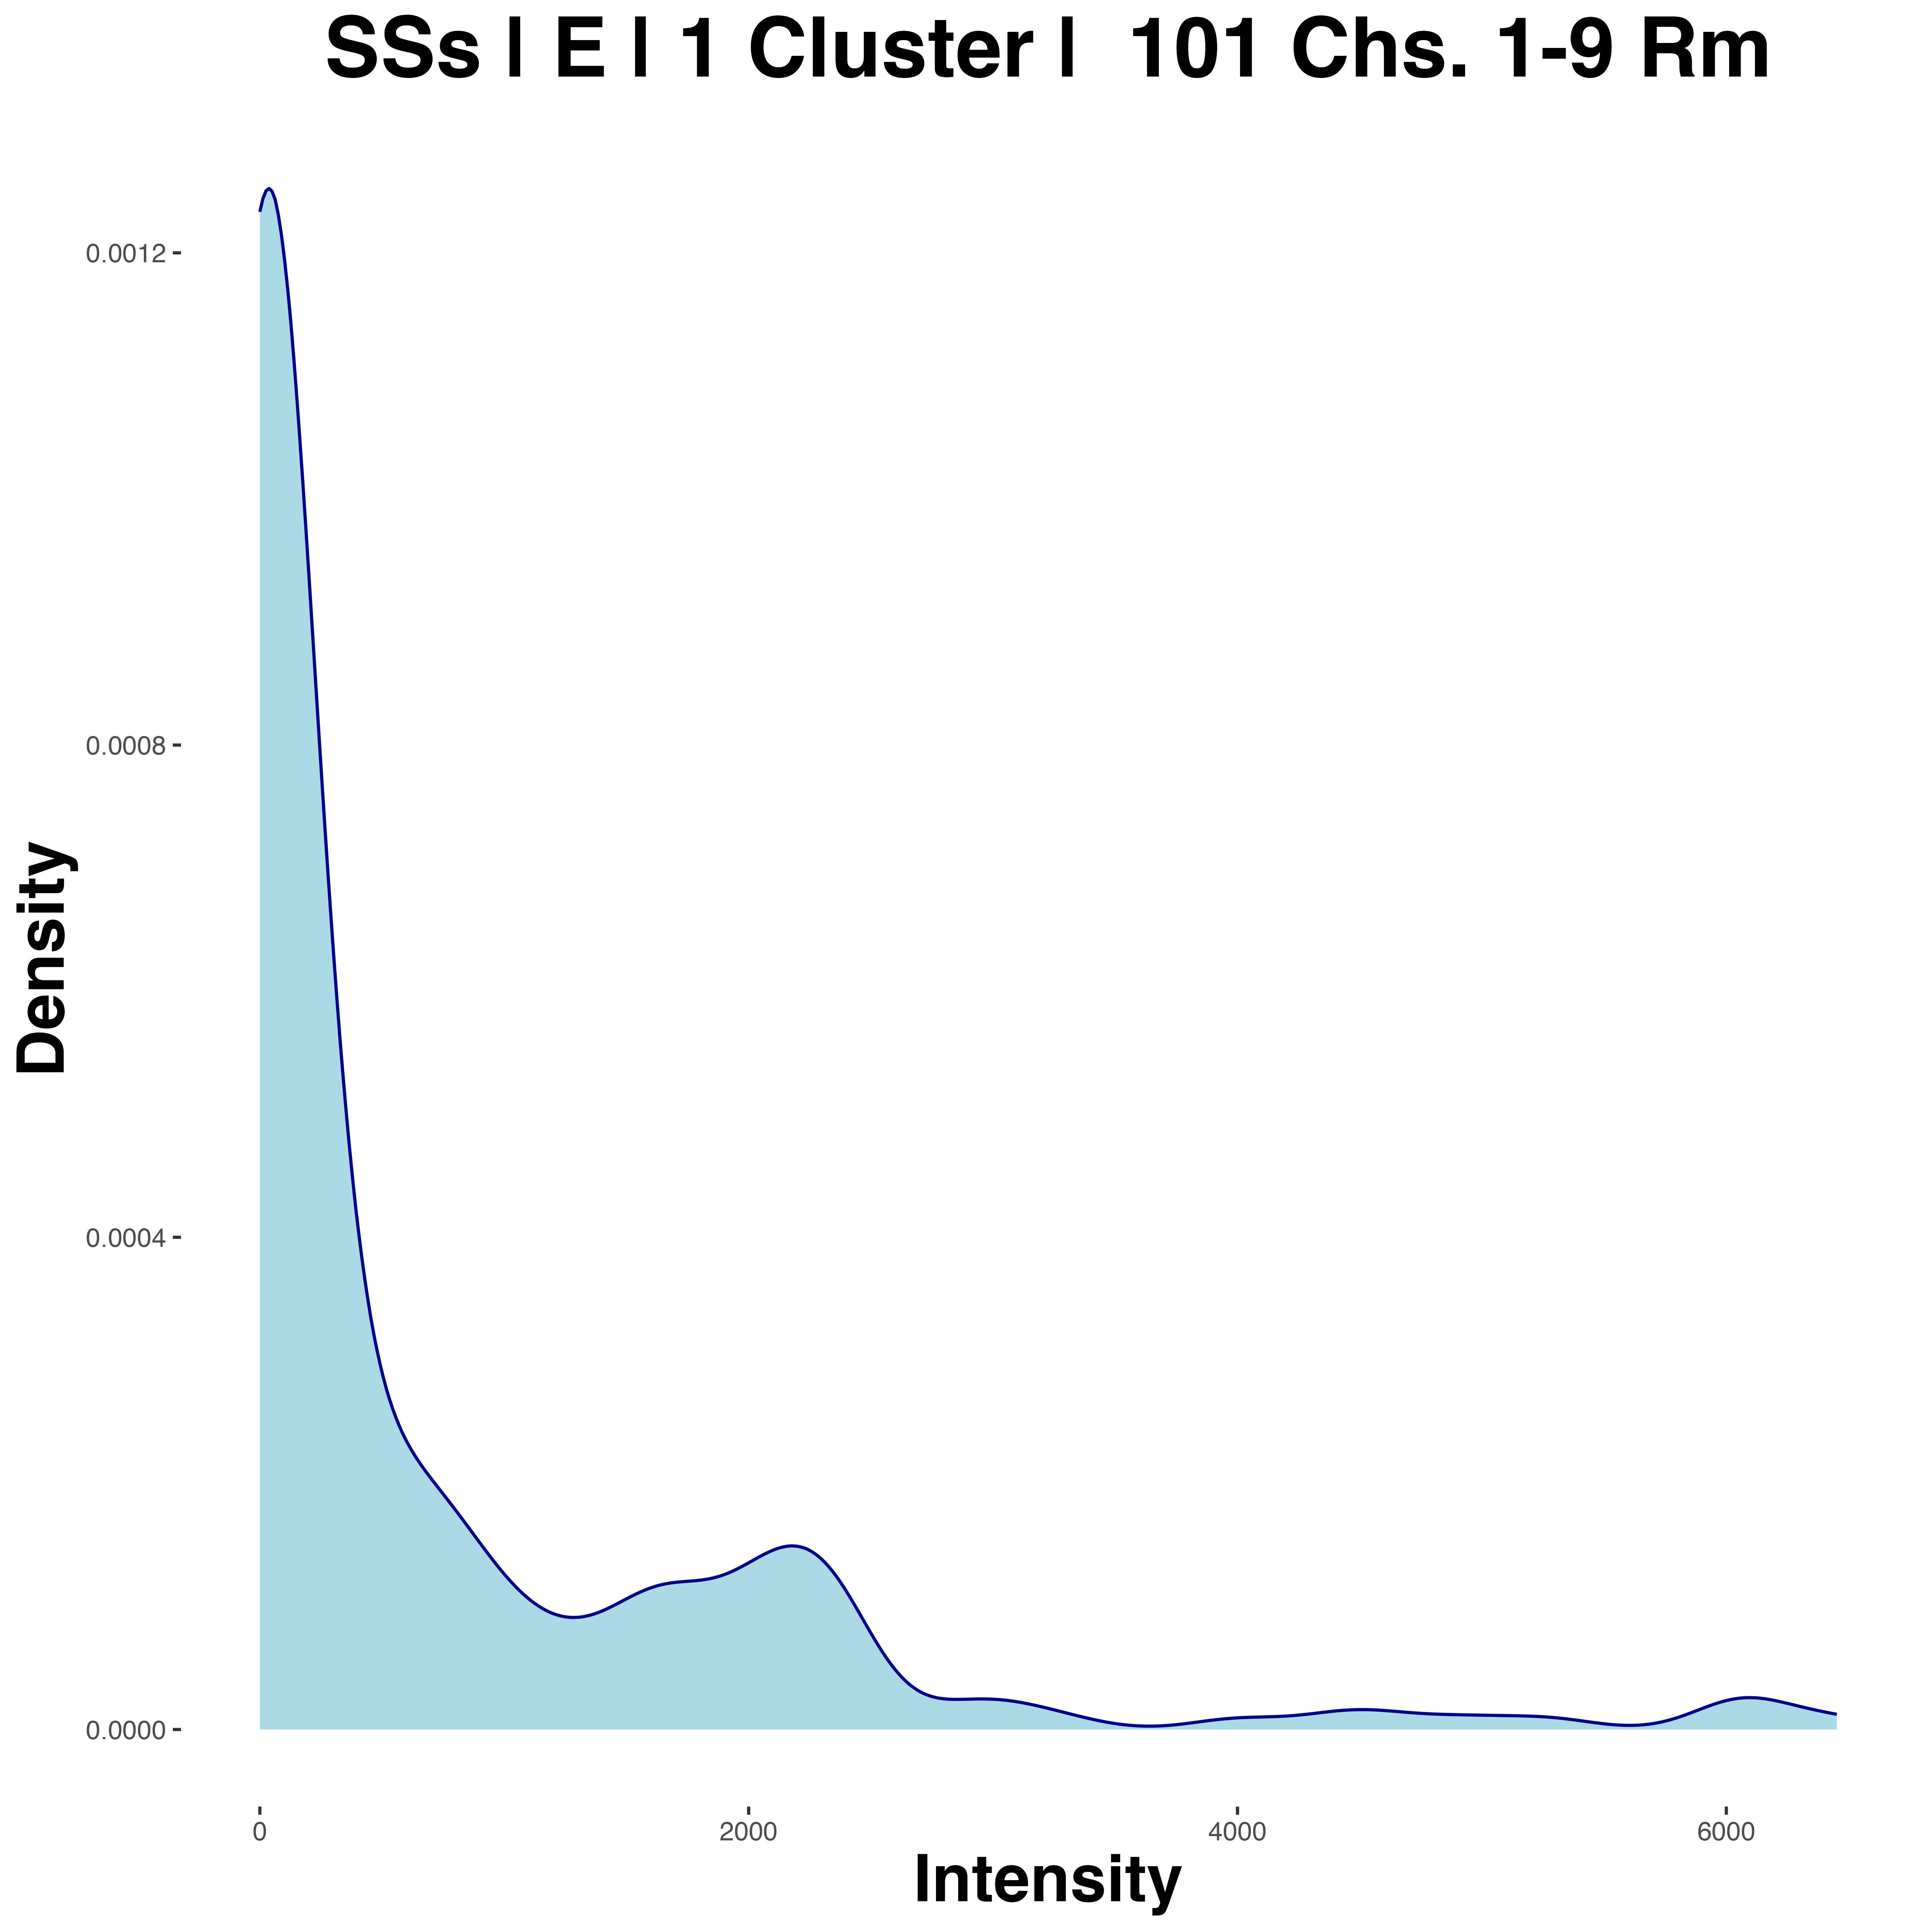 SSs | E | 1 Cluster |  101 Chs. 1-9 Rm
0.0012
0.0008
0.0004
0.0000
Density
0 2000 4000 6000
Intensity